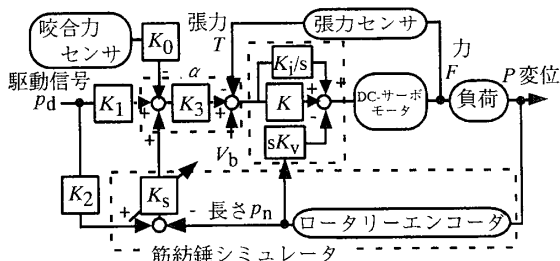 咬合力
センサ
K0
張力
T
張力センサ
力
F
P 変位
駆動信号
pd
K1
α
K3
Ki/s
K
sKv
DC-サーボ
モータ
負荷
Vb
K2
Ks
長さ pn
ロータリーエンコーダ
筋紡錘シミュレータ